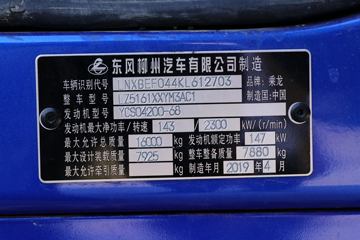 东风柳州汽车有限公司制造
车辆识别代号 LNXBEF044KL612703 品牌：乘龙
整车型号 LZ5161XXYM3AC1 制造国：中国
发动机型号 YCS04200-68
发动机最大净功率/转速 143 / 2300 kW/(r/min)
最大允许总质量 16000 kg 发动机额定功率 147 kW
最大设计装载质量 7925 kg 整车整备质量 7880 kg
最大允许牵引质量 kg 制造年月 2019 年 4 月